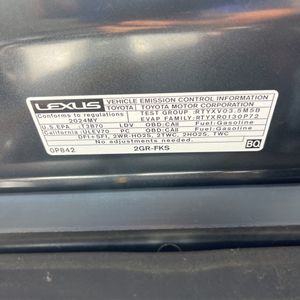 LEXUS VEHICLE EMISSION CONTROL INFORMATION
TOYOTA TOYOTA MOTOR CORPORATION
Conforms to regulations TEST GROUP: RTYXV03.5M5B
2024MY EVAP FAMILY: RTYXR0130P72
U.S.EPA T3B70 LDV OBD:CAII Fuel:Gasoline
California ULEV70 PC OBD:CAII Fuel:Gasoline
DFI+SFI, 2WR-HO2S, 2TWC, 2HO2S, TWC
No adjustments needed.
0P842 2GR-FKS BQ